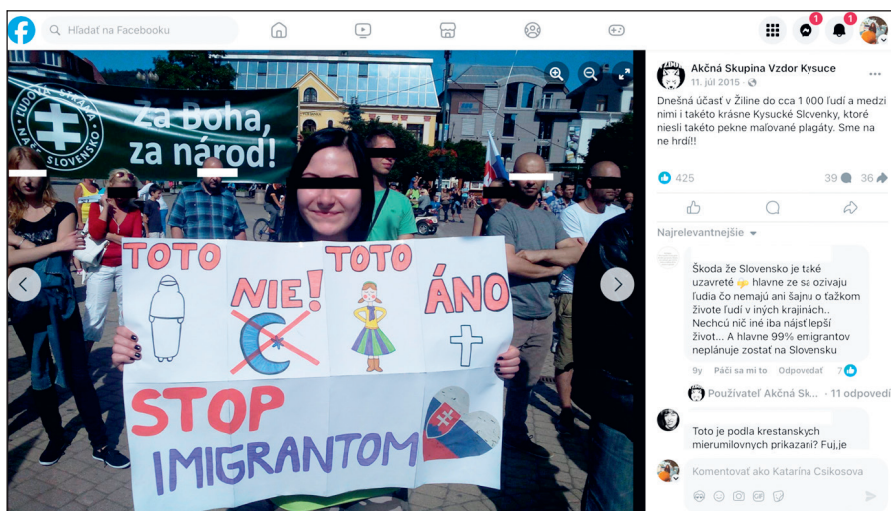 Hľadať na Facebooku
1
1
ĽUDOVÁ STRANA
NAŠE SLOVENSKO
Za Boha,
za národ!
TOTO
NIE!
TOTO
ÁNO
STOP
IMIGRANTOM
Akčná Skupina Vzdor Kysuce
11. júl 2015
Dnešná účasť v Žiline do cca 1 000 ľudí a medzi
nimi i takéto krásne Kysucké Slovenky, ktoré
niesli takéto pekne maľované plagáty. Sme na
ne hrdí!!
425
39
36
Najrelevantnejšie
Škoda že Slovensko je také
uzavreté hlavne ze sa ozivaju
ľudia čo nemajú ani šajnu o ťažkom
živote ľudí v iných krajinách..
Nechcú nič iné iba nájsť lepší
život... A hlavne 99% emigrantov
neplánuje zostať na Slovensku
9y Páči sa mi to Odpovedať 7
Používateľ Akčná Sk... · 11 odpovedí
Toto je podla krestanskych
mierumilovnych prikazani? Fuj,je
Komentovať ako Katarína Csikosova
GIF